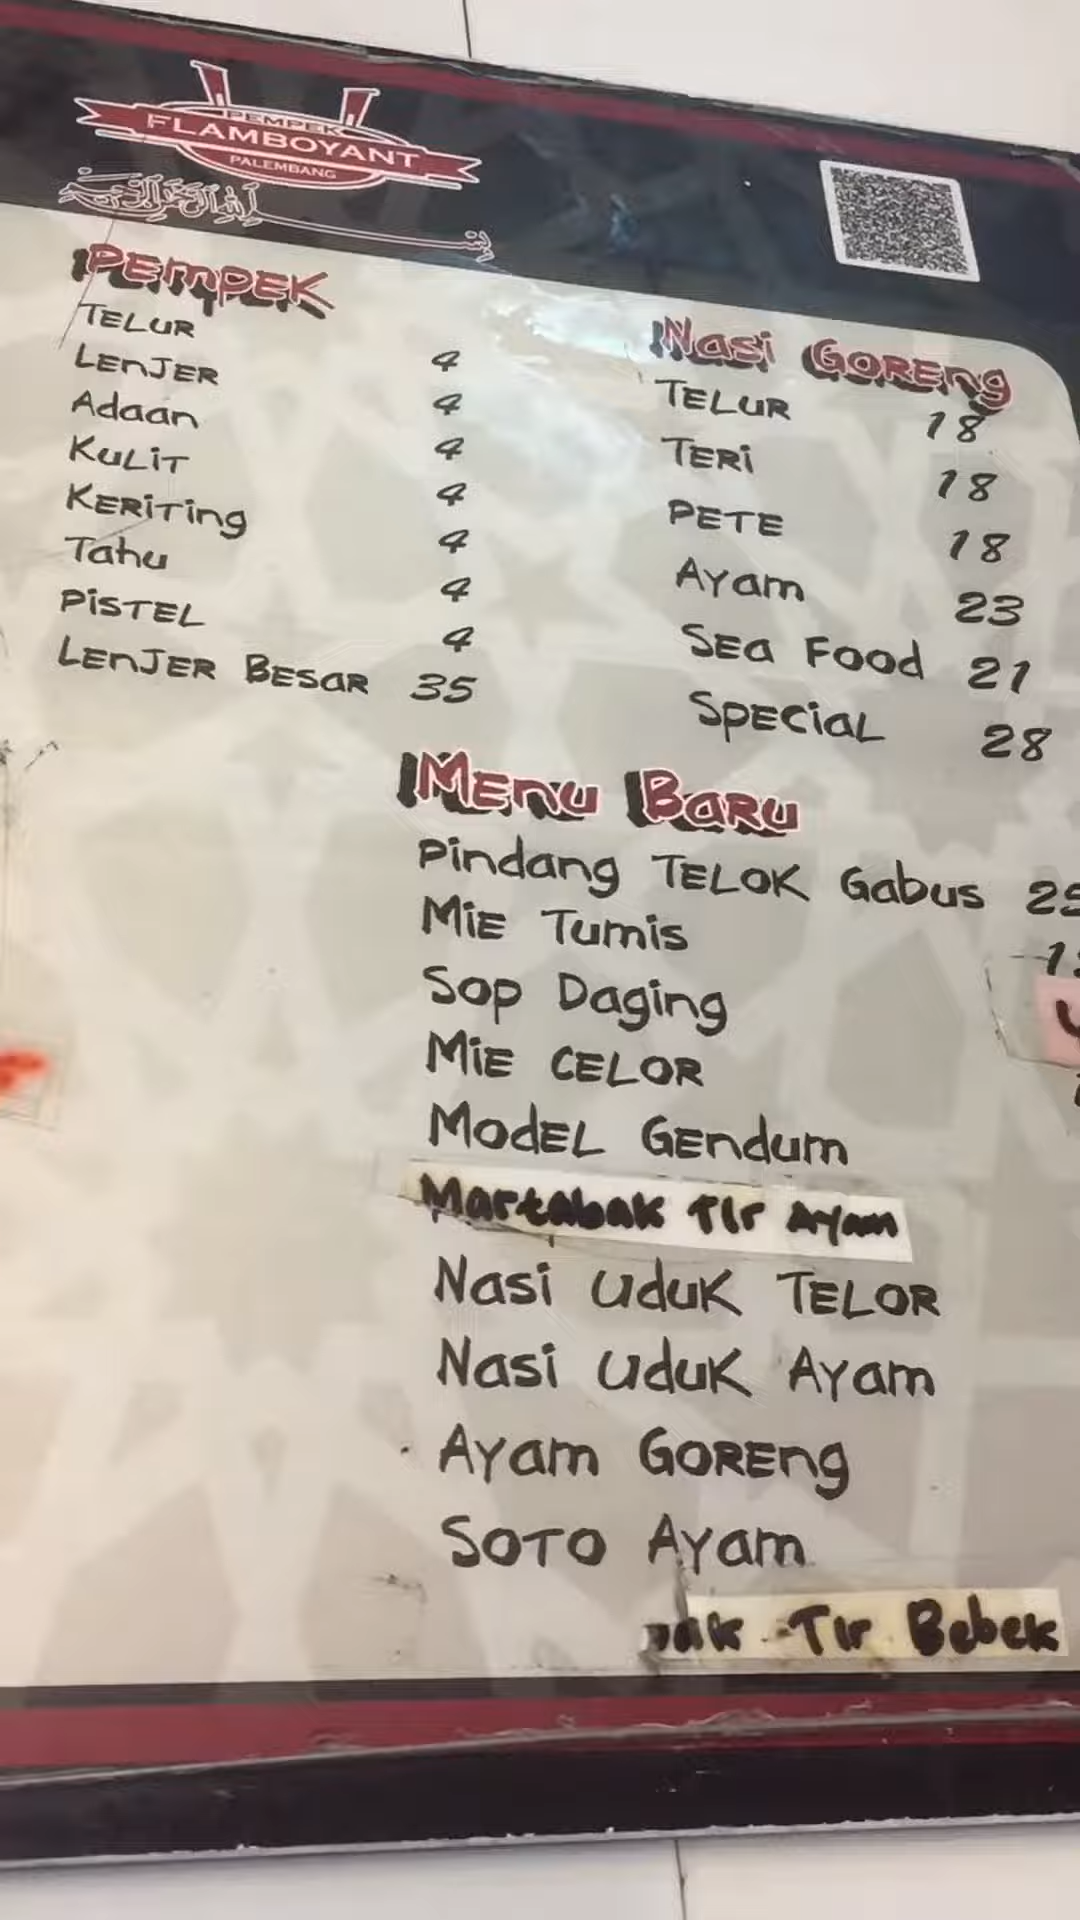 PEMPEK
FLAMBOYANT
PALEMBANG
PEMPEK
TELUR 4
LENJER 4
Adaan 4
KULIT 4
KERITING 4
Tahu 4
PISTEL 4
LENJER BESAR 35
Nasi GORENG
TELUR 18
TERI 18
PETE 18
Ayam 23
SEA FOOD 21
SPECIAL 28
MENU BARU
Pindang TELOK Gabus
MIE Tumis
Sop Daging
MIE CELOR
MODEL GENDUM
Martabak Tlr Ayam
Nasi UDUK TELOR
Nasi UDUK Ayam
Ayam GORENG
SOTO Ayam
Tlr Bebek